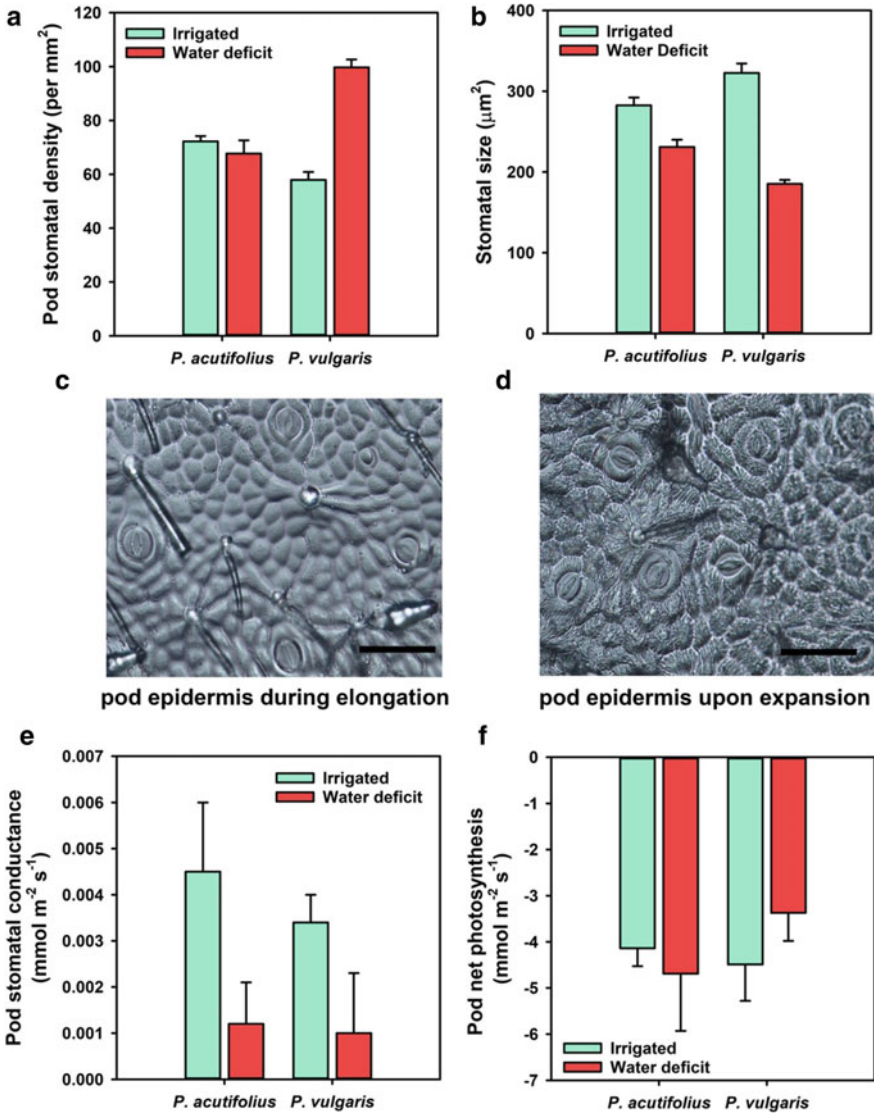 a
120
100
80
60
40
20
0
Pod stomatal density (per mm²)
Irrigated
Water deficit
P. acutifolius P. vulgaris
b
400
300
200
100
0
Stomatal size (µm²)
Irrigated
Water Deficit
P. acutifolius P. vulgaris
c
pod epidermis during elongation
d
pod epidermis upon expansion
e
0.007
0.006
0.005
0.004
0.003
0.002
0.001
0.000
Pod stomatal conductance
(mmol m⁻² s⁻¹)
Irrigated
Water deficit
P. acutifolius P. vulgaris
f
0
-1
-2
-3
-4
-5
-6
-7
Pod net photosynthesis
(mmol m⁻² s⁻¹)
Irrigated
Water deficit
P. acutifolius P. vulgaris